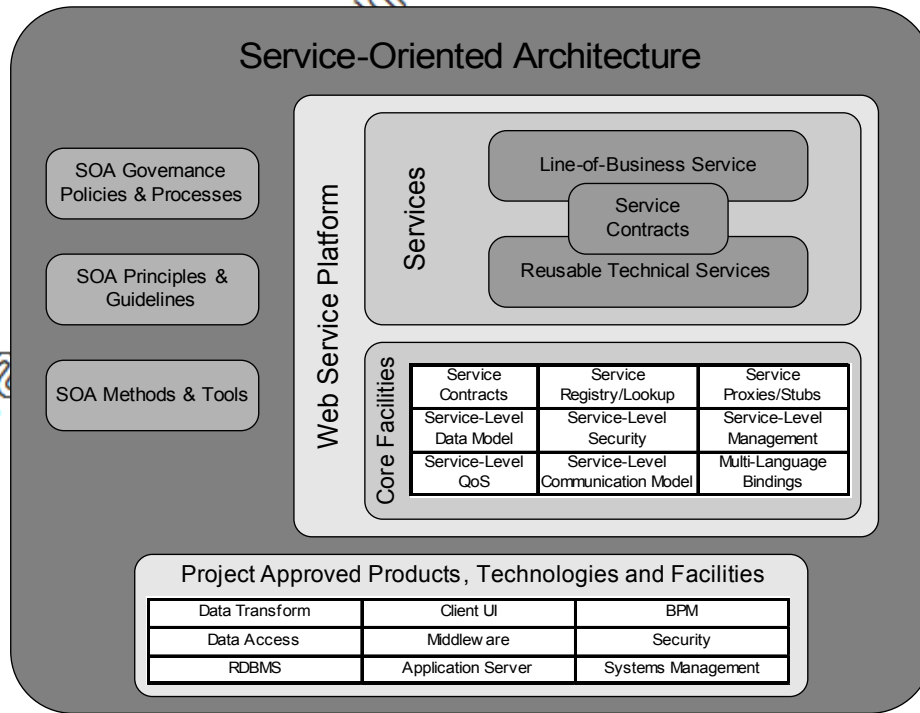 Service-Oriented Architecture
SOA Governance
Policies & Processes
SOA Principles &
Guidelines
SOA Methods & Tools
Web Service Platform
Services
Line-of-Business Service
Service
Contracts
Reusable Technical Services
Core Facilities
Service
Contracts
Service
Registry/Lookup
Service
Proxies/Stubs
Service-Level
Data Model
Service-Level
Security
Service-Level
Management
Service-Level
QoS
Service-Level
Communication Model
Multi-Language
Bindings
Project Approved Products, Technologies and Facilities
Data Transform
Client UI
BPM
Data Access
Middleware
Security
RDBMS
Application Server
Systems Management